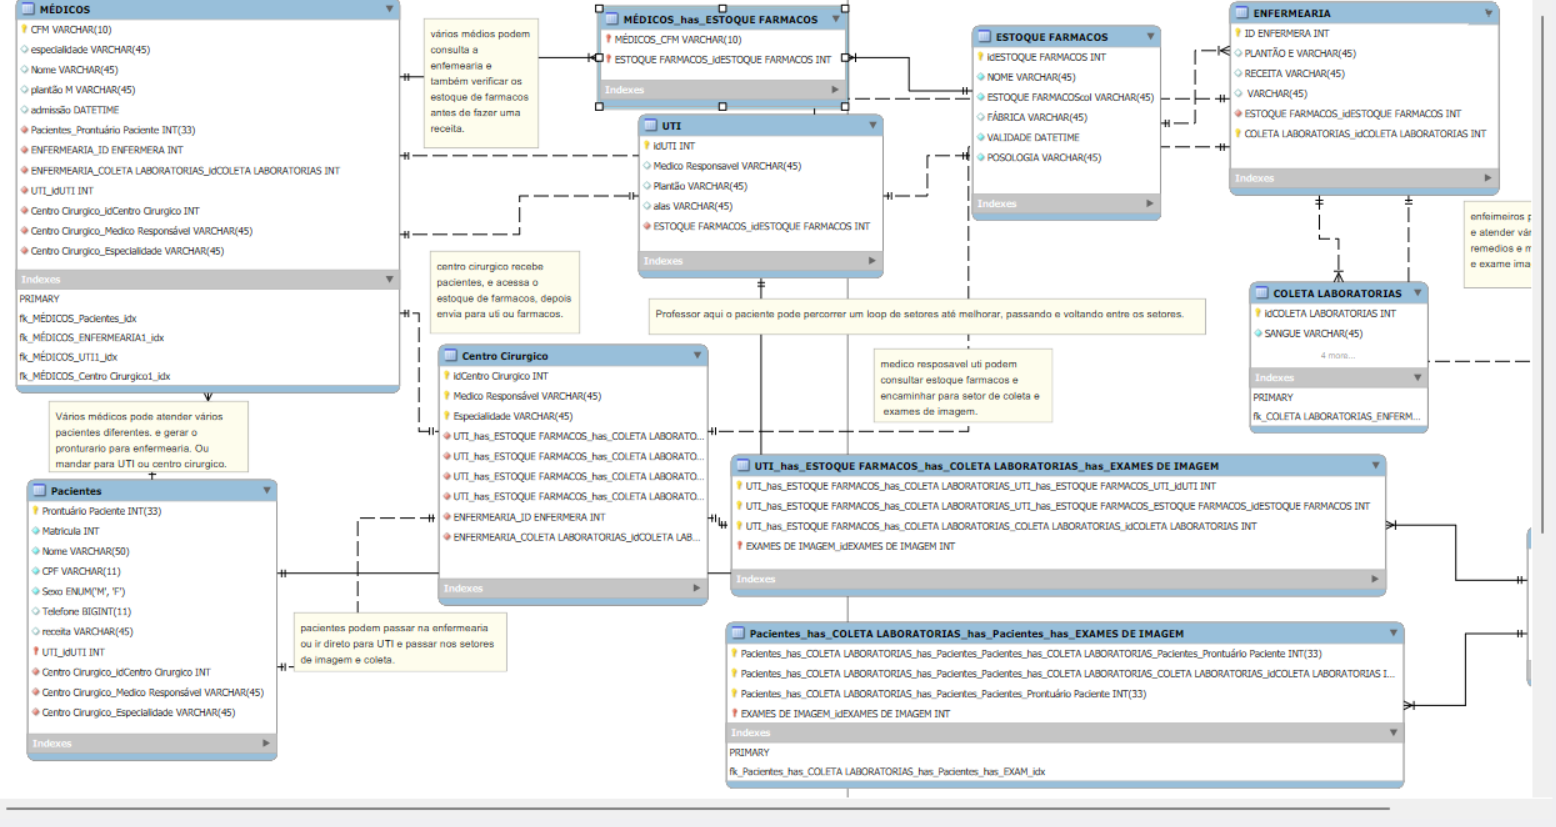 MÉDICOS
CFM VARCHAR(10)
especialidade VARCHAR(45)
Nome VARCHAR(45)
plantão M VARCHAR(45)
admissão DATETIME
Pacientes_Prontuário Paciente INT(33)
ENFERMEARIA_ID ENFERMERA INT
ENFERMEARIA_COLETA LABORATORIAS_idCOLETA LABORATORIAS INT
UTI_idUTI INT
Centro Cirurgico_idCentro Cirurgico INT
Centro Cirurgico_Medico Responsável VARCHAR(45)
Centro Cirurgico_Especialidade VARCHAR(45)
Indexes
PRIMARY
fk_MÉDICOS_Pacientes_idx
fk_MÉDICOS_ENFERMEARIA1_idx
fk_MÉDICOS_UTI1_idx
fk_MÉDICOS_Centro Cirurgico1_idx
vários médios podem
consulta a
enfemearia e
também verificar os
estoque de farmacos
antes de fazer uma
receita.
MÉDICOS_has_ESTOQUE FARMACOS
MÉDICOS_CFM VARCHAR(10)
ESTOQUE FARMACOS_idESTOQUE FARMACOS INT
Indexes
UTI
idUTI INT
Medico Responsavel VARCHAR(45)
Plantão VARCHAR(45)
alas VARCHAR(45)
ESTOQUE FARMACOS_idESTOQUE FARMACOS INT
Indexes
ESTOQUE FARMACOS
idESTOQUE FARMACOS INT
NOME VARCHAR(45)
ESTOQUE FARMACOScol VARCHAR(45)
FÁBRICA VARCHAR(45)
VALIDADE DATETIME
POSOLOGIA VARCHAR(45)
Indexes
ENFERMEARIA
ID ENFERMERA INT
PLANTÃO E VARCHAR(45)
RECEITA VARCHAR(45)
VARCHAR(45)
ESTOQUE FARMACOS_idESTOQUE FARMACOS INT
COLETA LABORATORIAS_idCOLETA LABORATORIAS INT
Indexes
enfeimeiros p
e atender vár
remedios e m
e exame ima
centro cirurgico recebe
pacientes, e acessa o
estoque de farmacos, depois
envia para uti ou farmacos.
Professor aqui o paciente pode percorrer um loop de setores até melhorar, passando e voltando entre os setores.
COLETA LABORATORIAS
idCOLETA LABORATORIAS INT
SANGUE VARCHAR(45)
4 more...
Indexes
PRIMARY
fk_COLETA LABORATORIAS_ENFERM...
Centro Cirurgico
idCentro Cirurgico INT
Medico Responsável VARCHAR(45)
Especialidade VARCHAR(45)
UTI_has_ESTOQUE FARMACOS_has_COLETA LABORATO...
UTI_has_ESTOQUE FARMACOS_has_COLETA LABORATO...
UTI_has_ESTOQUE FARMACOS_has_COLETA LABORATO...
UTI_has_ESTOQUE FARMACOS_has_COLETA LABORATO...
ENFERMEARIA_ID ENFERMERA INT
ENFERMEARIA_COLETA LABORATORIAS_idCOLETA LAB...
Indexes
medico resposavel uti podem
consultar estoque farmacos e
encaminhar para setor de coleta e
exames de imagem.
Vários médicos pode atender vários
pacientes diferentes. e gerar o
pronturario para enfermearia. Ou
mandar para UTI ou centro cirurgico.
Pacientes
Prontuário Paciente INT(33)
Matricula INT
Nome VARCHAR(50)
CPF VARCHAR(11)
Sexo ENUM('M', 'F')
Telefone BIGINT(11)
receita VARCHAR(45)
UTI_idUTI INT
Centro Cirurgico_idCentro Cirurgico INT
Centro Cirurgico_Medico Responsável VARCHAR(45)
Centro Cirurgico_Especialidade VARCHAR(45)
Indexes
pacientes podem passar na enfermearia
ou ir direto para UTI e passar nos setores
de imagem e coleta.
UTI_has_ESTOQUE FARMACOS_has_COLETA LABORATORIAS_has_EXAMES DE IMAGEM
UTI_has_ESTOQUE FARMACOS_has_COLETA LABORATORIAS_UTI_has_ESTOQUE FARMACOS_UTI_idUTI INT
UTI_has_ESTOQUE FARMACOS_has_COLETA LABORATORIAS_UTI_has_ESTOQUE FARMACOS_ESTOQUE FARMACOS_idESTOQUE FARMACOS INT
UTI_has_ESTOQUE FARMACOS_has_COLETA LABORATORIAS_COLETA LABORATORIAS_idCOLETA LABORATORIAS INT
EXAMES DE IMAGEM_idEXAMES DE IMAGEM INT
Indexes
Pacientes_has_COLETA LABORATORIAS_has_Pacientes_has_EXAMES DE IMAGEM
Pacientes_has_COLETA LABORATORIAS_has_Pacientes_Pacientes_has_COLETA LABORATORIAS_Pacientes_Prontuário Paciente INT(33)
Pacientes_has_COLETA LABORATORIAS_has_Pacientes_Pacientes_has_COLETA LABORATORIAS_COLETA LABORATORIAS_idCOLETA LABORATORIAS I...
Pacientes_has_COLETA LABORATORIAS_has_Pacientes_Pacientes_Prontuário Paciente INT(33)
EXAMES DE IMAGEM_idEXAMES DE IMAGEM INT
Indexes
PRIMARY
fk_Pacientes_has_COLETA LABORATORIAS_has_Pacientes_has_EXAM_idx